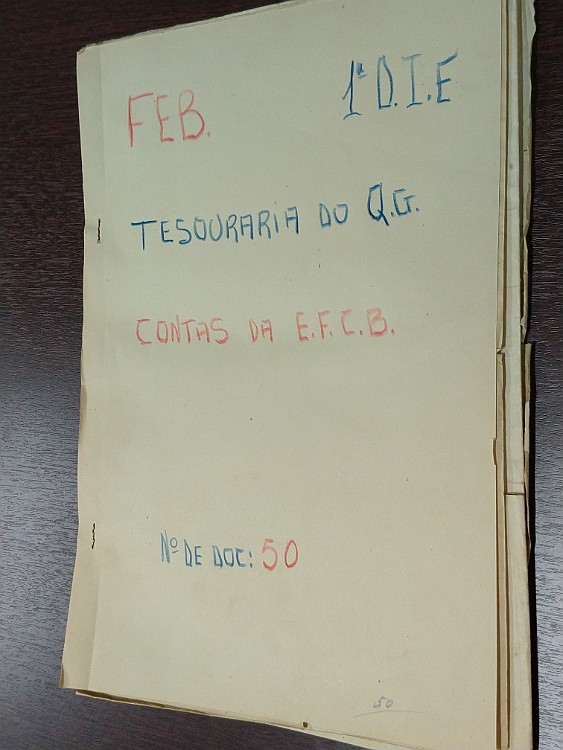 FEB. 1ª D.I.E
TESOURARIA DO Q.G.
CONTAS DA E.F.C.B.
Nº DE DOC: 50
50